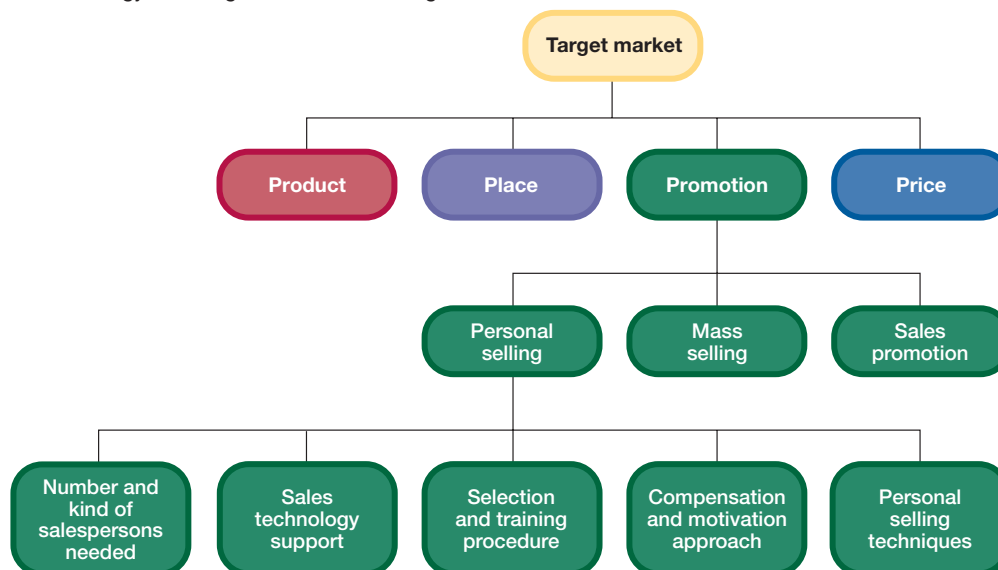 Target market
Product
Place
Promotion
Price
Personal
selling
Mass
selling
Sales
promotion
Number and
kind of
salespersons
needed
Sales
technology
support
Selection
and training
procedure
Compensation
and motivation
approach
Personal
selling
techniques